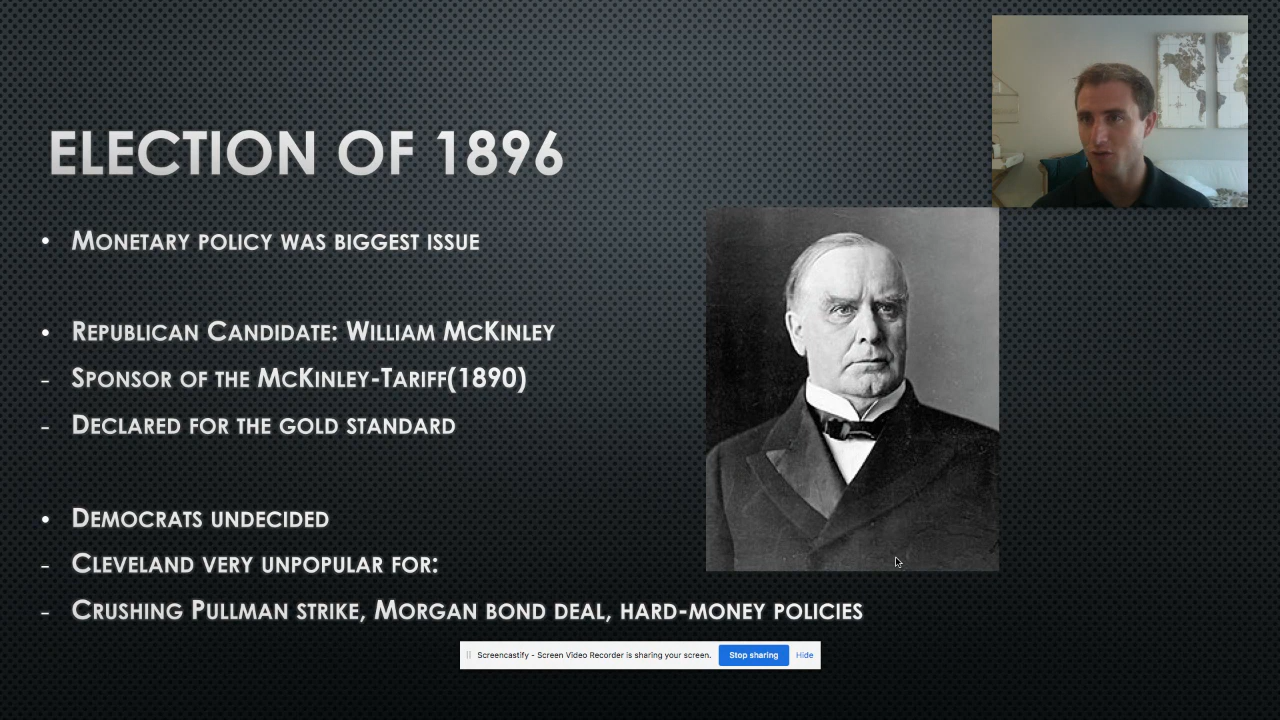 ELECTION OF 1896
• MONETARY POLICY WAS BIGGEST ISSUE
• REPUBLICAN CANDIDATE: WILLIAM MCKINLEY
- SPONSOR OF THE MCKINLEY-TARIFF(1890)
- DECLARED FOR THE GOLD STANDARD
• DEMOCRATS UNDECIDED
- CLEVELAND VERY UNPOPULAR FOR:
- CRUSHING PULLMAN STRIKE, MORGAN BOND DEAL, HARD-MONEY POLICIES
Screencastify - Screen Video Recorder is sharing your screen. Stop sharing Hide